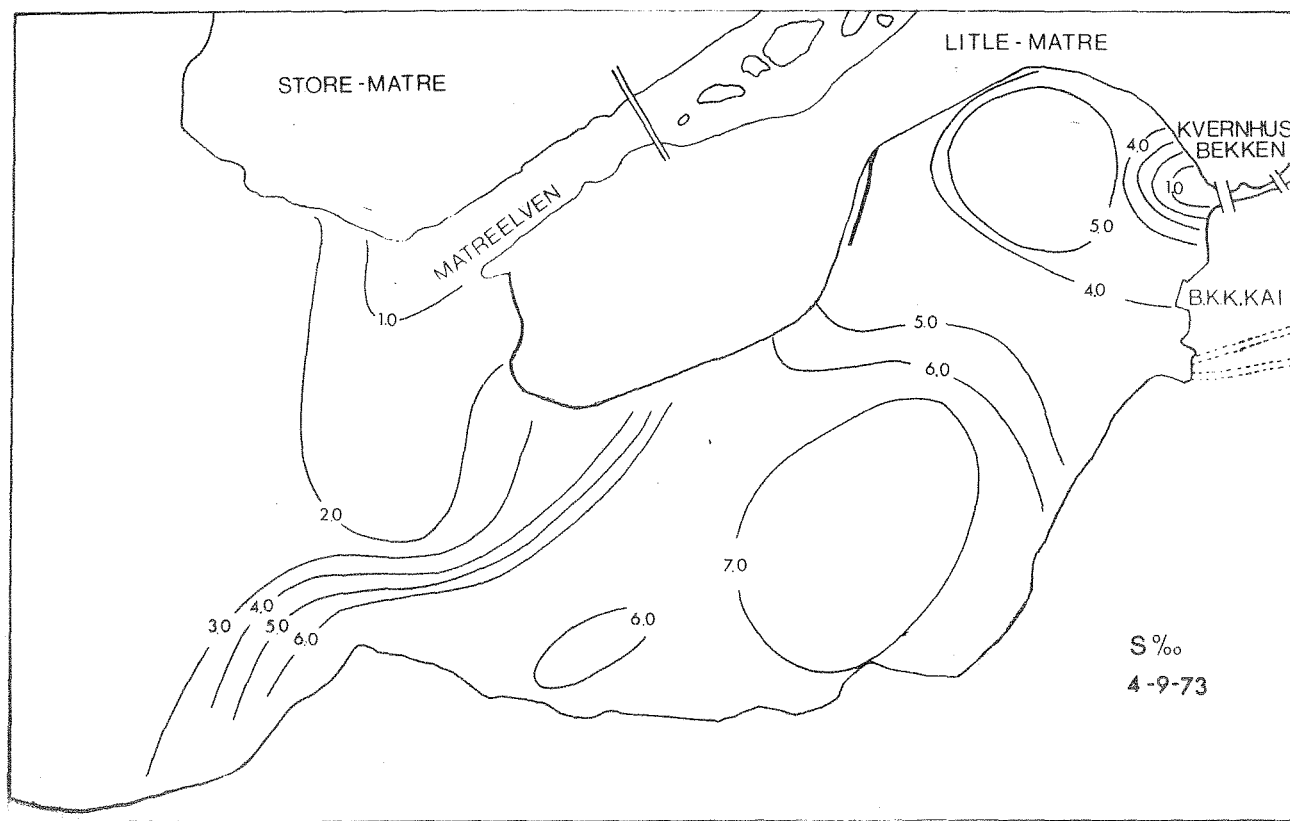 LITLE-MATRE
STORE-MATRE
KVERNHUS
BEKKEN
4.0
1.0
5.0
MATREELVEN
1.0
4.0
B.K.K.KAI
5.0
6.0
2.0
7.0
4.0
3.0
5.0
6.0
6.0
S‰
4-9-73